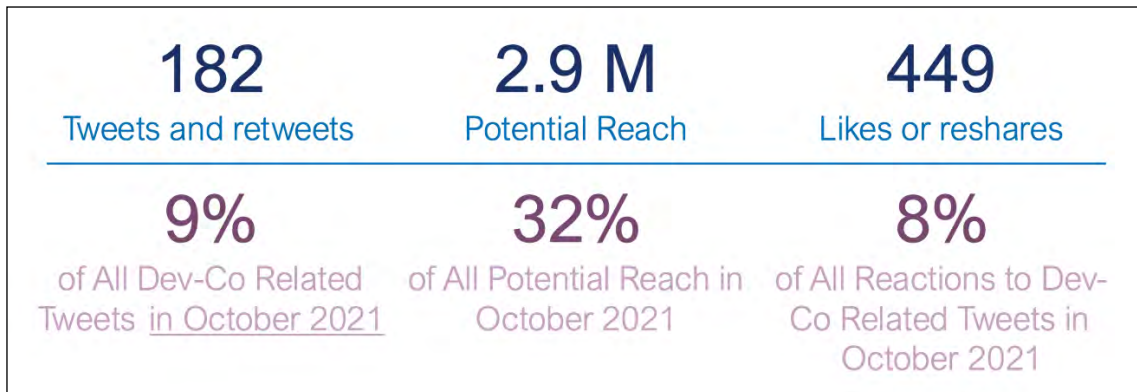 182
Tweets and retweets
2.9 M
Potential Reach
449
Likes or reshares
9%
of All Dev-Co Related
Tweets in October 2021
32%
of All Potential Reach in
October 2021
8%
of All Reactions to Dev-
Co Related Tweets in
October 2021